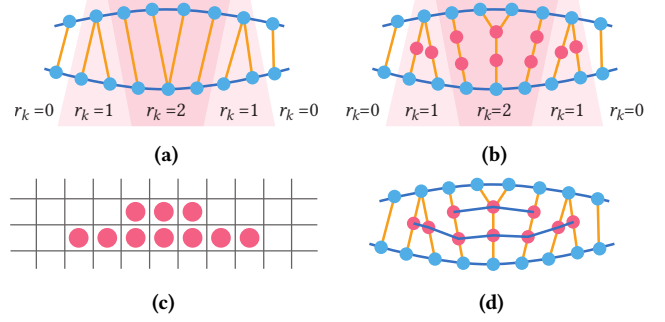 r_k =0 r_k =1 r_k =2 r_k =1 r_k =0
r_k=0 r_k=1 r_k=2 r_k=1 r_k=0
(a)
(b)
(c)
(d)